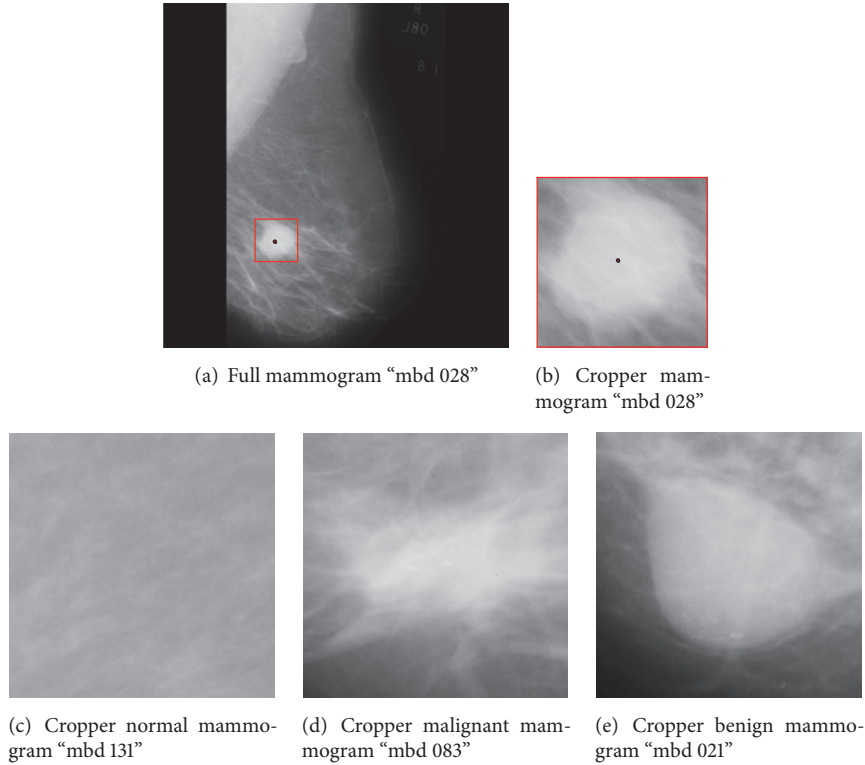 (a) Full mammogram “mbd 028”
(b) Cropper mam-
mogram “mbd 028”
(c) Cropper normal mammo-
gram “mbd 131”
(d) Cropper malignant mam-
mogram “mbd 083”
(e) Cropper benign mammo-
gram “mbd 021”